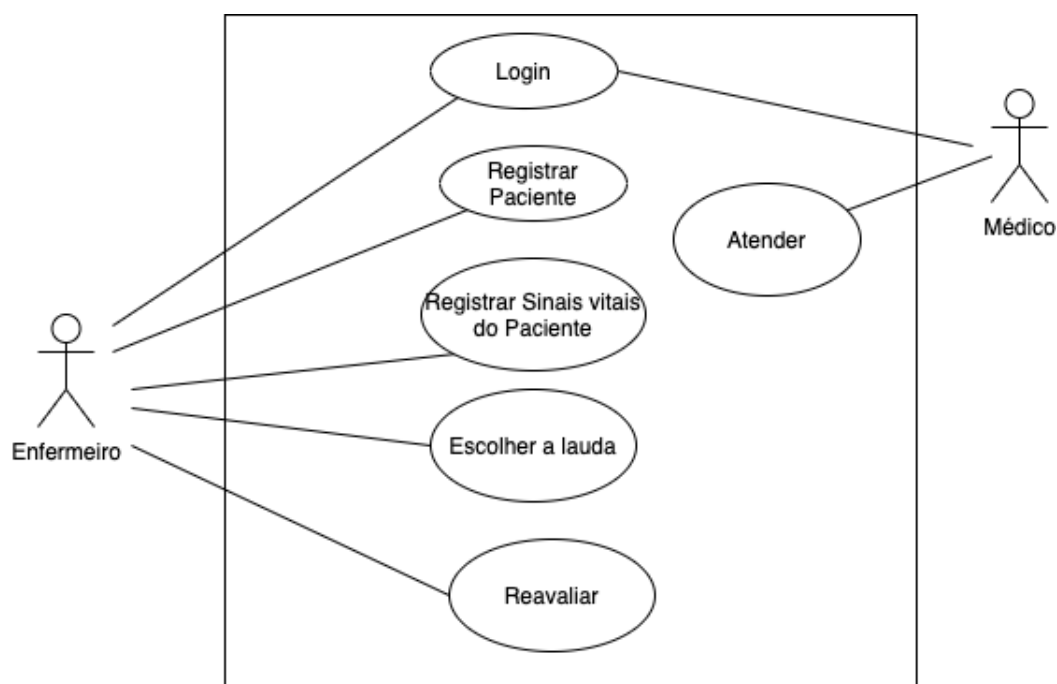 Login
Registrar
Paciente
Atender
Médico
Registrar Sinais vitais
do Paciente
Enfermeiro
Escolher a lauda
Reavaliar